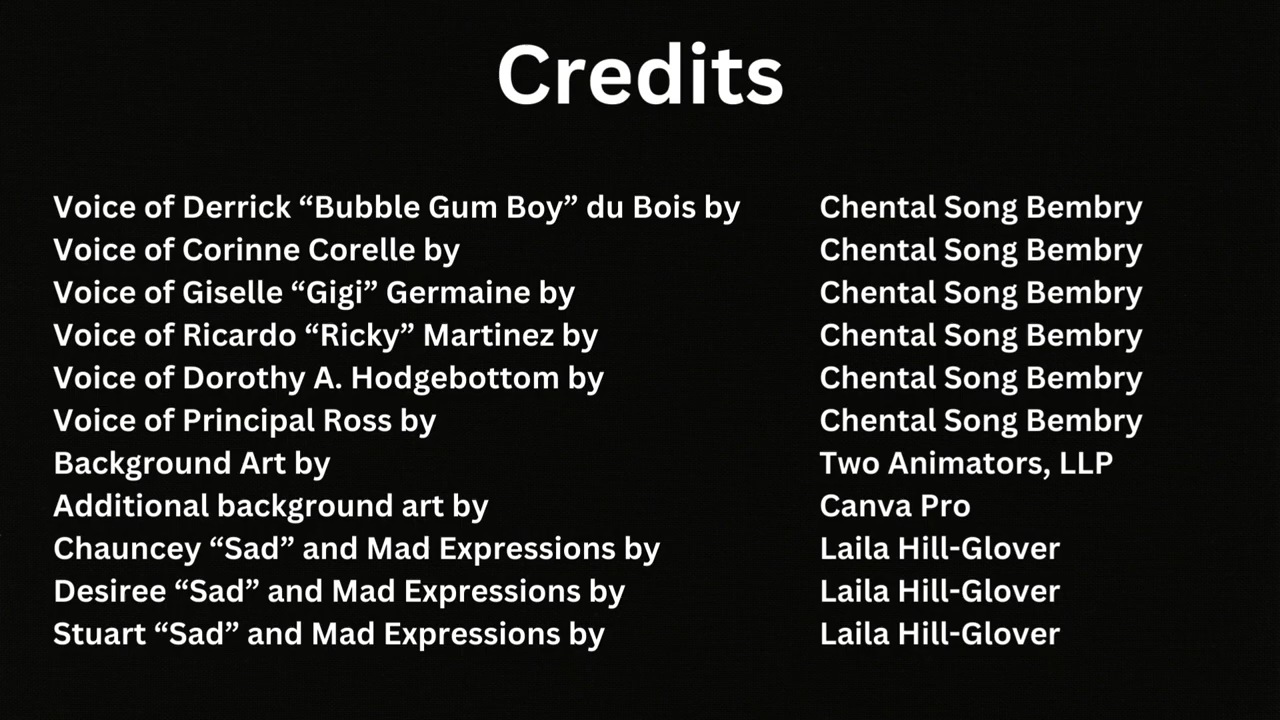 Credits
Voice of Derrick “Bubble Gum Boy” du Bois by Chental Song Bembry
Voice of Corinne Corelle by Chental Song Bembry
Voice of Giselle “Gigi” Germaine by Chental Song Bembry
Voice of Ricardo “Ricky” Martinez by Chental Song Bembry
Voice of Dorothy A. Hodgebottom by Chental Song Bembry
Voice of Principal Ross by Chental Song Bembry
Background Art by Two Animators, LLP
Additional background art by Canva Pro
Chauncey “Sad” and Mad Expressions by Laila Hill-Glover
Desiree “Sad” and Mad Expressions by Laila Hill-Glover
Stuart “Sad” and Mad Expressions by Laila Hill-Glover